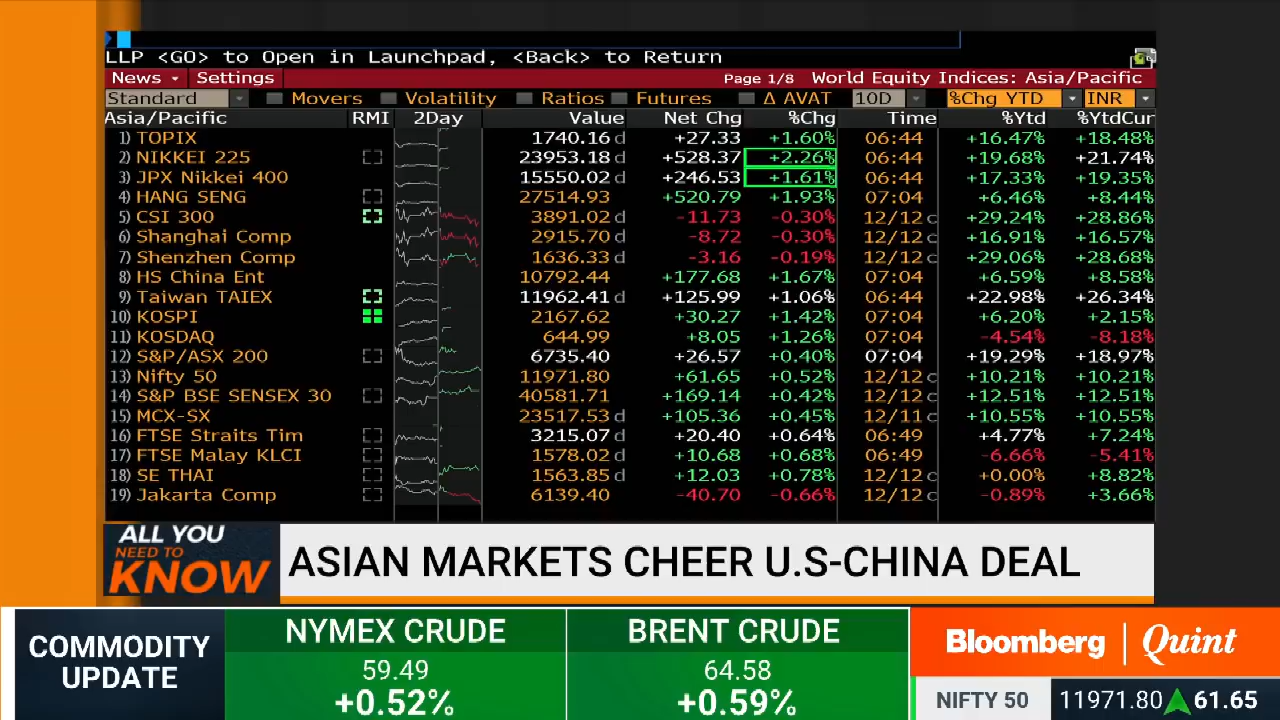 LLP <GO> to Open in Launchpad, <Back> to Return
News Settings Page 1/8 World Equity Indices: Asia/Pacific
Standard Movers Volatility Ratios Futures Δ AVAT 10D %Chg YTD INR
Asia/Pacific RMI 2Day Value Net Chg %Chg Time %Ytd %YtdCur
1) TOPIX 1740.16 d +27.33 +1.60% 06:44 +16.47% +18.48%
2) NIKKEI 225 23953.18 d +528.37 +2.26% 06:44 +19.68% +21.74%
3) JPX Nikkei 400 15550.02 d +246.53 +1.61% 06:44 +17.33% +19.35%
4) HANG SENG 27514.93 +520.79 +1.93% 07:04 +6.46% +8.44%
5) CSI 300 3891.02 d -11.73 -0.30% 12/12 c +29.24% +28.86%
6) Shanghai Comp 2915.70 d -8.72 -0.30% 12/12 c +16.91% +16.57%
7) Shenzhen Comp 1636.33 d -3.16 -0.19% 12/12 c +29.06% +28.68%
8) HS China Ent 10792.44 +177.68 +1.67% 07:04 +6.59% +8.58%
9) Taiwan TAIEX 11962.41 d +125.99 +1.06% 06:44 +22.98% +26.34%
10) KOSPI 2167.62 +30.27 +1.42% 07:04 +6.20% +2.15%
11) KOSDAQ 644.99 +8.05 +1.26% 07:04 -4.54% -8.18%
12) S&P/ASX 200 6735.40 +26.57 +0.40% 07:04 +19.29% +18.97%
13) Nifty 50 11971.80 +61.65 +0.52% 12/12 c +10.21% +10.21%
14) S&P BSE SENSEX 30 40581.71 +169.14 +0.42% 12/12 c +12.51% +12.51%
15) MCX-SX 23517.53 d +105.36 +0.45% 12/11 c +10.55% +10.55%
16) FTSE Straits Tim 3215.07 d +20.40 +0.64% 06:49 +4.77% +7.24%
17) FTSE Malay KLCI 1578.02 d +10.68 +0.68% 06:49 -6.66% -5.41%
18) SE THAI 1563.85 d +12.03 +0.78% 12/12 c +0.00% +8.82%
19) Jakarta Comp 6139.40 -40.70 -0.66% 12/12 c -0.89% +3.66%
ALL YOU
NEED TO
KNOW
ASIAN MARKETS CHEER U.S-CHINA DEAL
COMMODITY
UPDATE
NYMEX CRUDE
59.49
+0.52%
BRENT CRUDE
64.58
+0.59%
Bloomberg | Quint
NIFTY 50 11971.80 ▲ 61.65